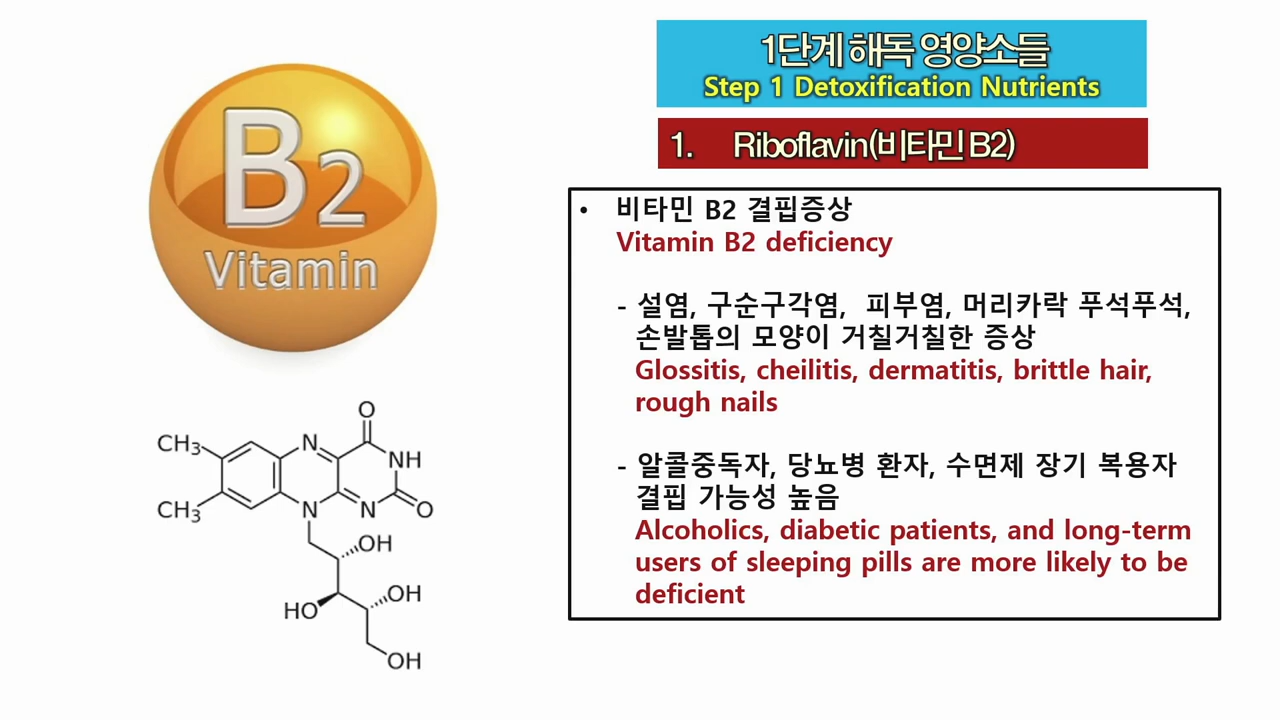 B2
Vitamin
1단계 해독 영양소들
Step 1 Detoxification Nutrients
1. Riboflavin(비타민 B2)
• 비타민 B2 결핍증상
Vitamin B2 deficiency
- 설염, 구순구각염, 피부염, 머리카락 푸석푸석,
손발톱의 모양이 거칠거칠한 증상
Glossitis, cheilitis, dermatitis, brittle hair,
rough nails
- 알콜중독자, 당뇨병 환자, 수면제 장기 복용자
결핍 가능성 높음
Alcoholics, diabetic patients, and long-term
users of sleeping pills are more likely to be
deficient
O
CH3
N
NH
CH3
N
N
O
OH
HO
OH
OH